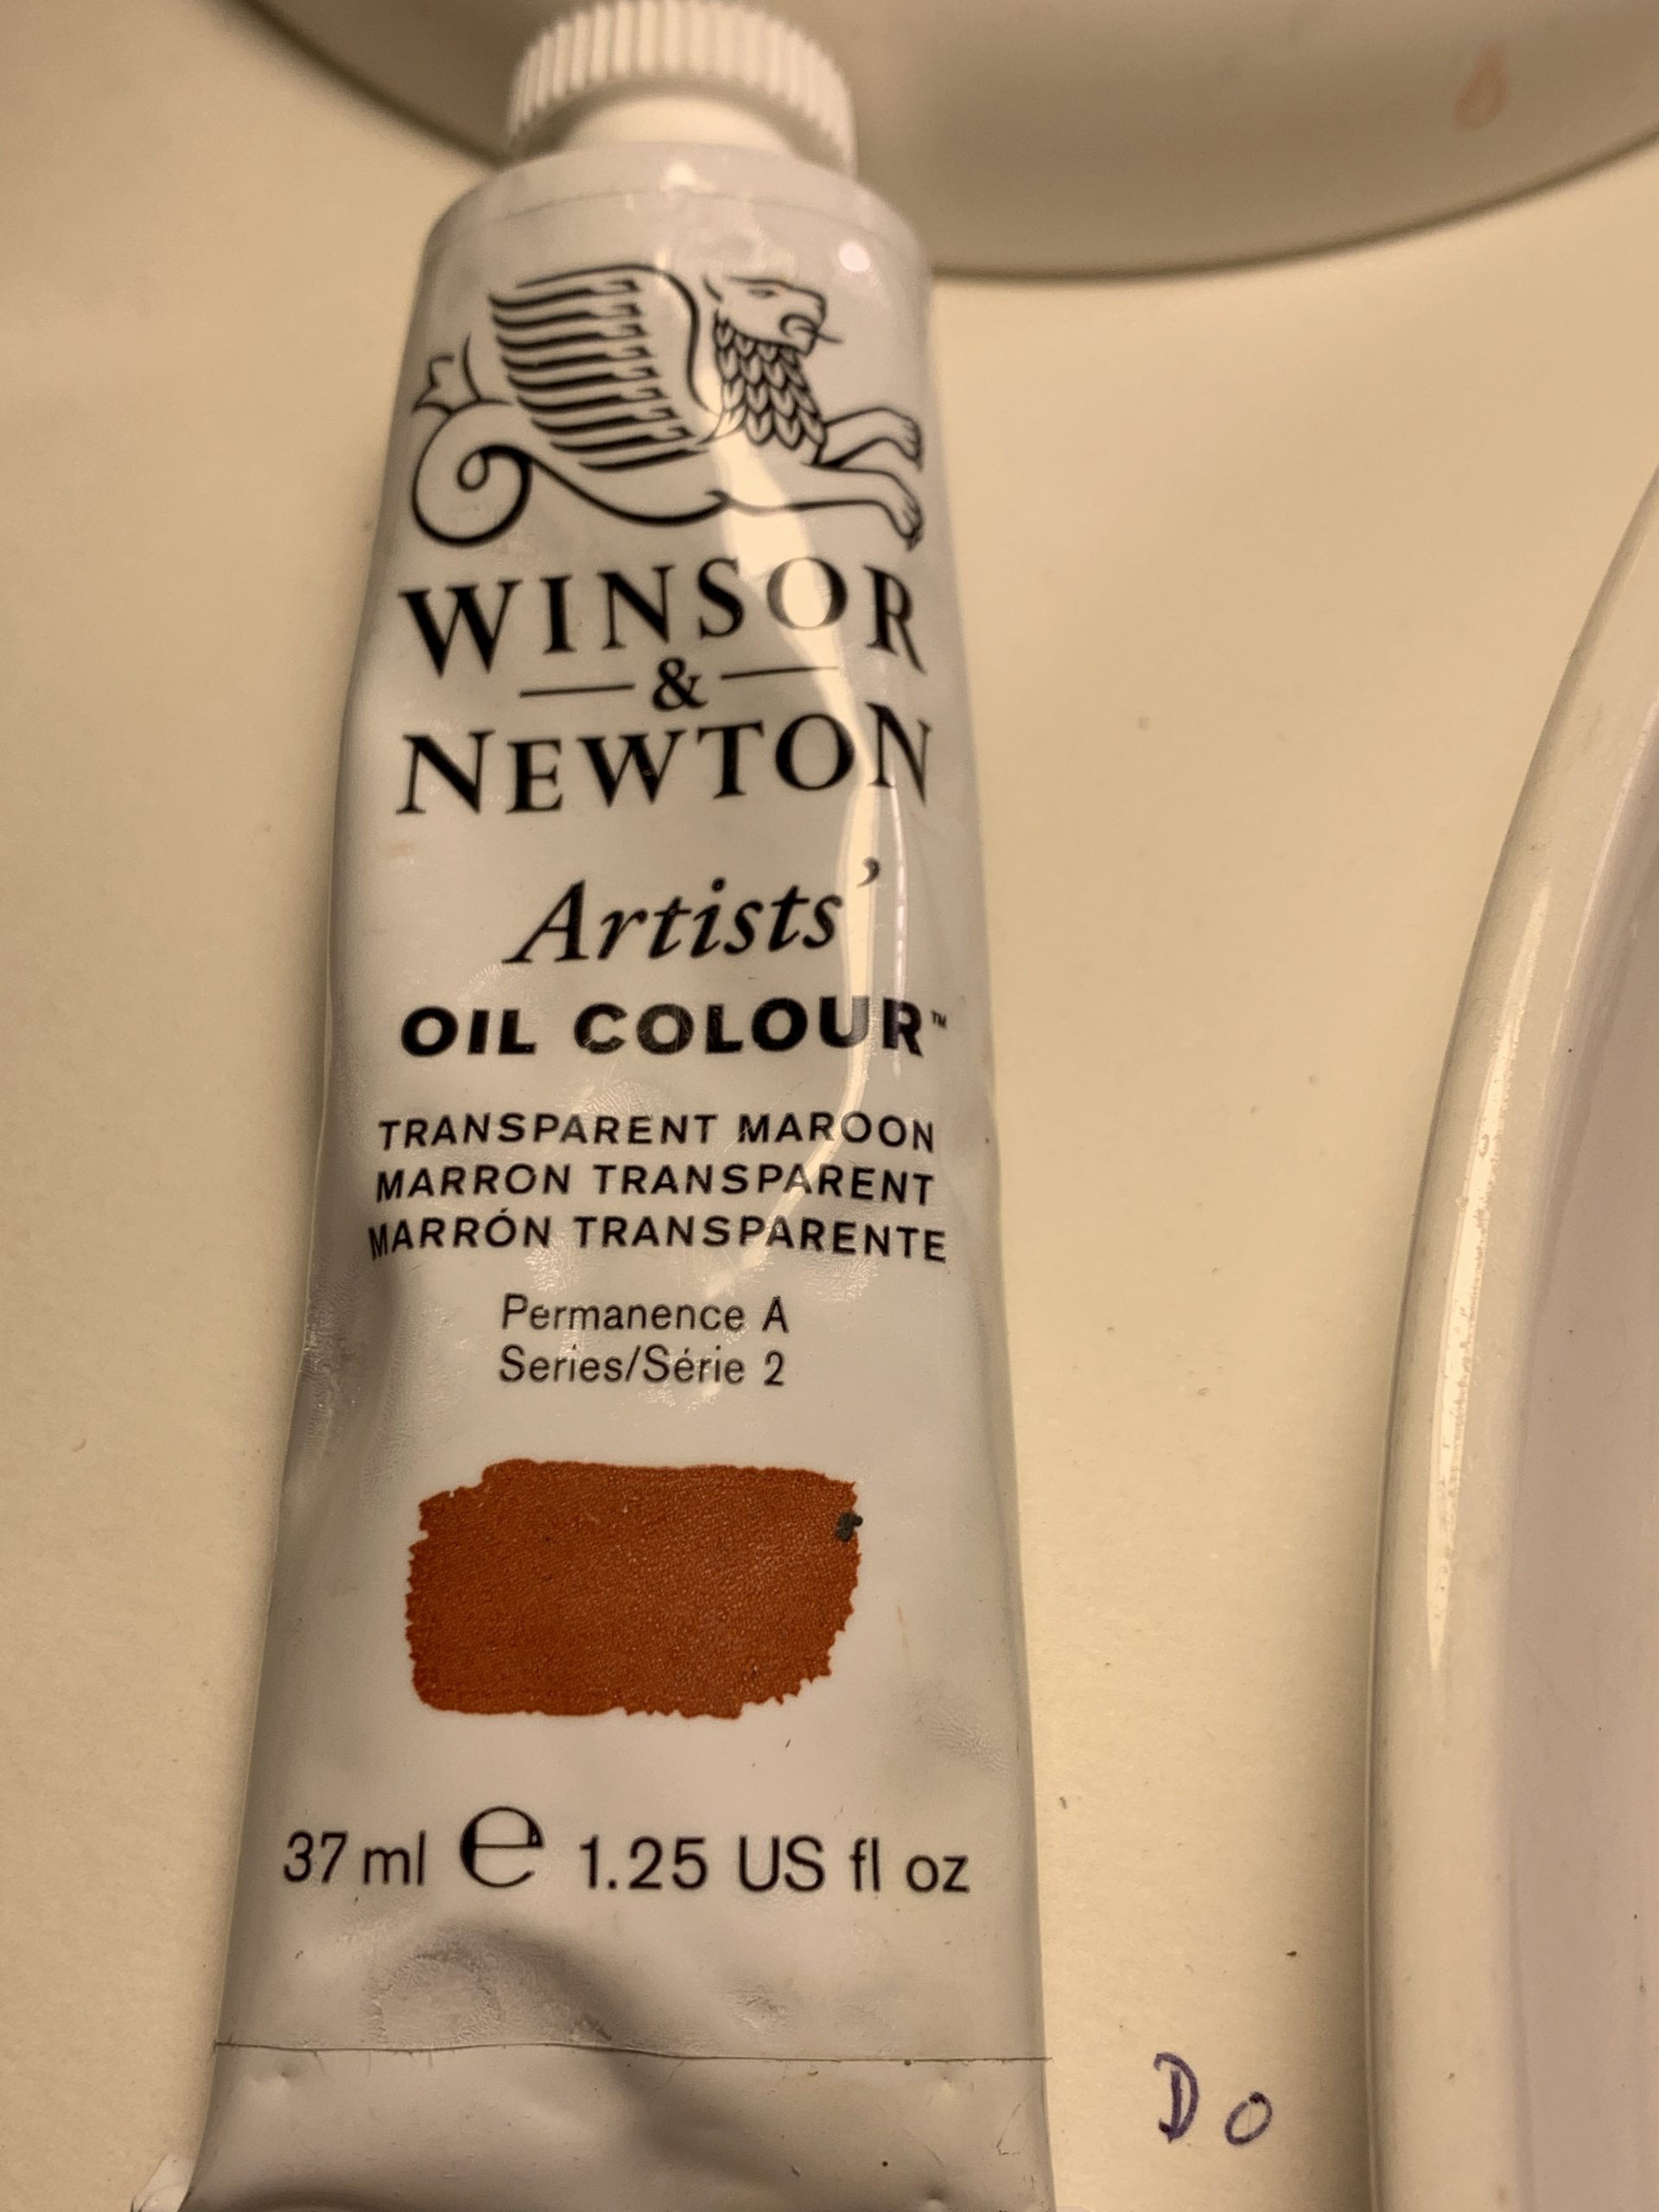 WINSOR
&
NEWTON
Artists'
OIL COLOUR™
TRANSPARENT MAROON
MARRON TRANSPARENT
MARRÓN TRANSPARENTE
Permanence A
Series/Série 2
37 ml e 1.25 US fl oz
Do